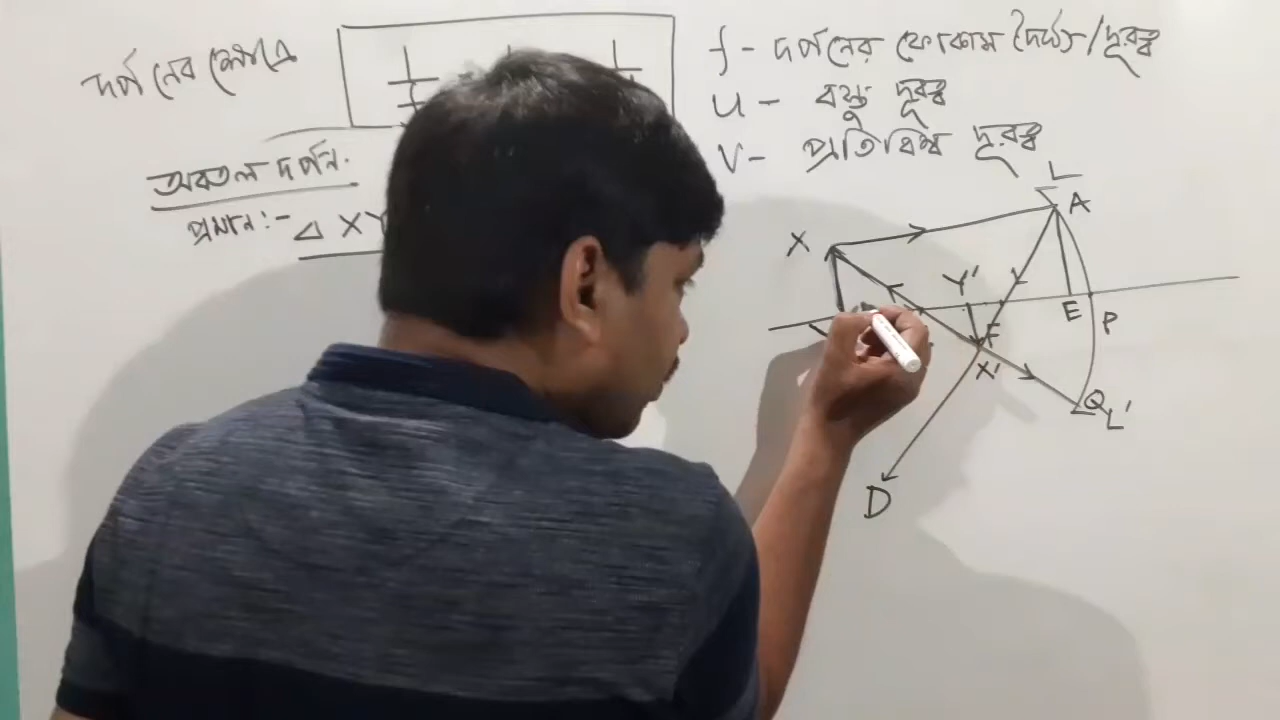 দর্পনের ক্ষেত্রে
f - দর্পনের ফোকাস দৈর্ঘ্য/দূরত্ব
u - বস্তু দূরত্ব
v - প্রতিবিম্ব দূরত্ব
অবতল দর্পন.
প্রমান:- Δ XY
L
A
X
Y'
E
F
P
X'
Q
L'
D